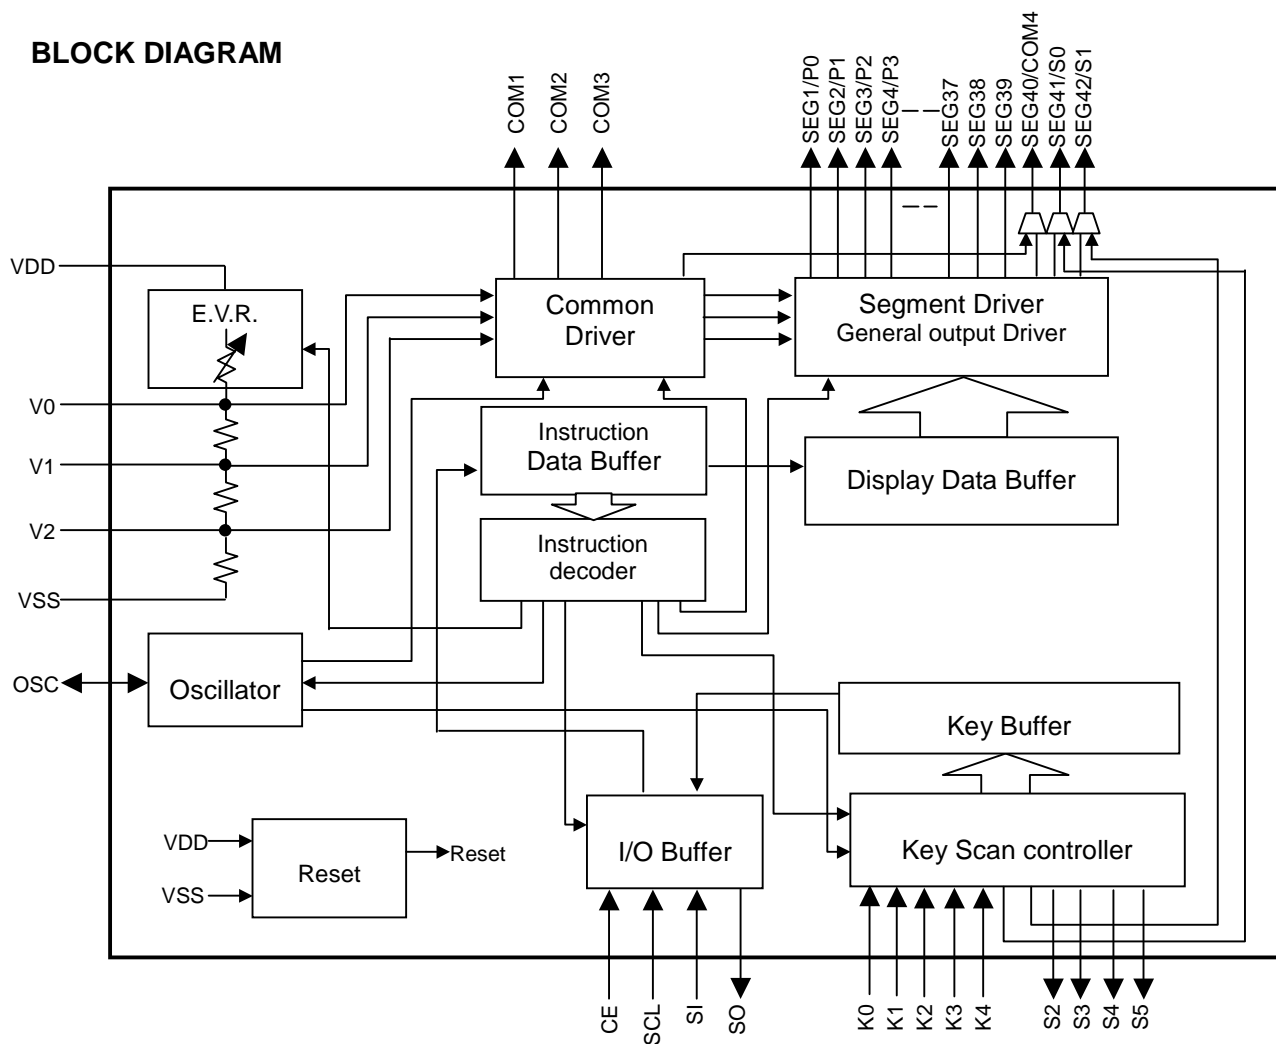 BLOCK DIAGRAM
COM1
COM2
COM3
SEG1/P0
SEG2/P1
SEG3/P2
SEG4/P3
SEG37
SEG38
SEG39
SEG40/COM4
SEG41/S0
SEG42/S1
VDD
E.V.R.
Common
Driver
Segment Driver
General output Driver
V0
V1
V2
VSS
Instruction
Data Buffer
Display Data Buffer
Instruction
decoder
OSC
Oscillator
Key Buffer
VDD
VSS
Reset
Reset
I/O Buffer
Key Scan controller
CE
SCL
SI
SO
K0
K1
K2
K3
K4
S2
S3
S4
S5